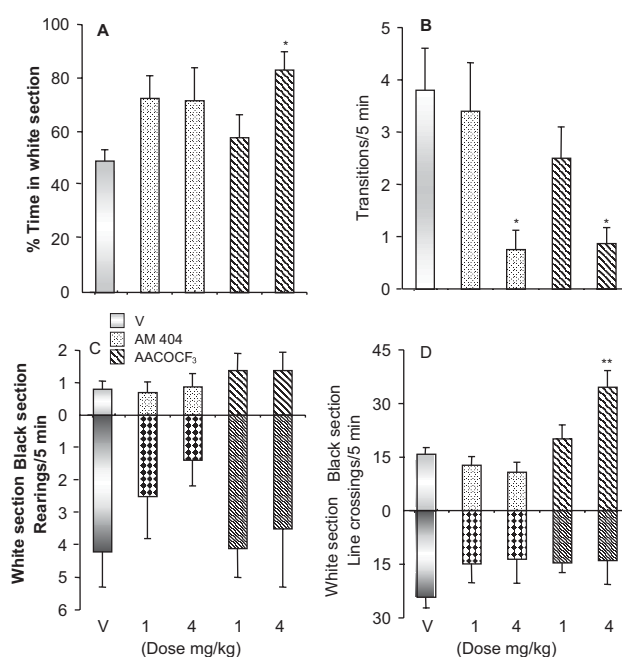 A
% Time in white section
100
80
60
40
20
0
*
B
Transitions/5 min
5
4
3
2
1
0
*
*
V
AM 404
AACOCF₃
C
White section Black section
Rearings/5 min
2
1
0
1
2
3
4
5
6
V
1
4
1
4
(Dose mg/kg)
D
White section Black section
Line crossings/5 min
45
30
15
0
15
30
**
V
1
4
1
4
(Dose mg/kg)